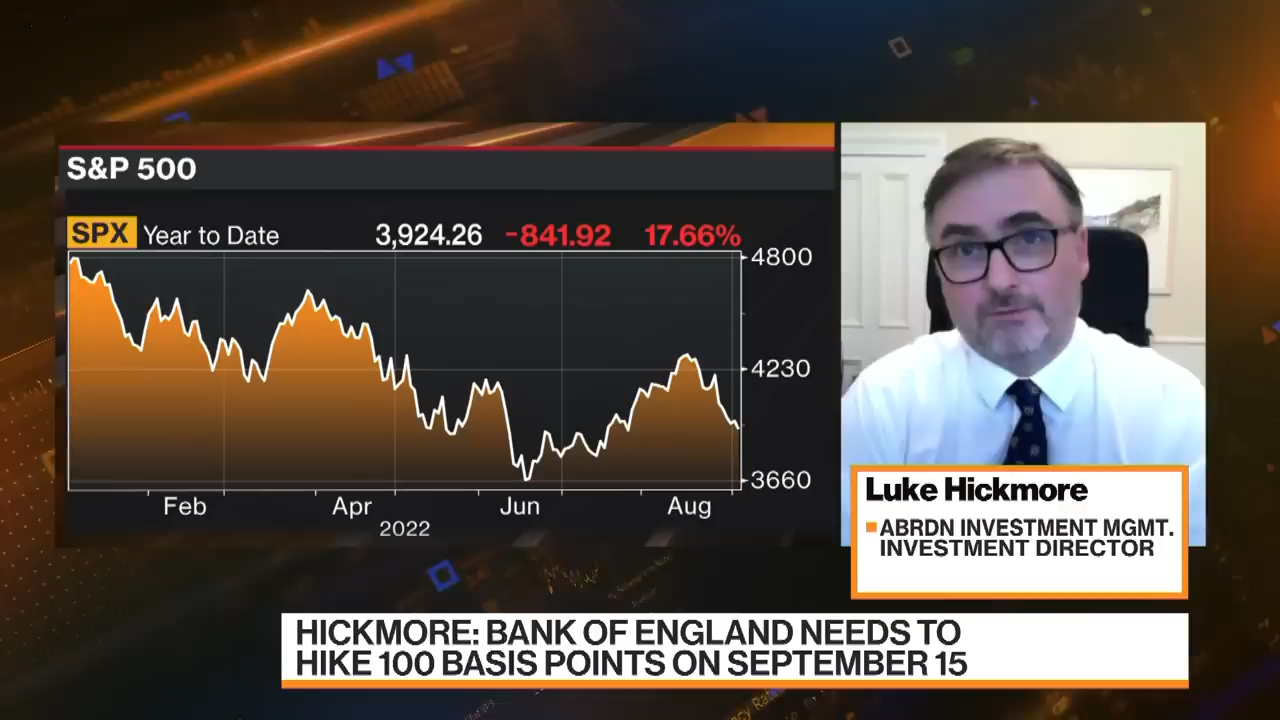 S&P 500
SPX Year to Date 3,924.26 -841.92 17.66%
4800
4230
3660
Feb Apr Jun Aug
2022
Luke Hickmore
ABRDN INVESTMENT MGMT.
INVESTMENT DIRECTOR
HICKMORE: BANK OF ENGLAND NEEDS TO
HIKE 100 BASIS POINTS ON SEPTEMBER 15